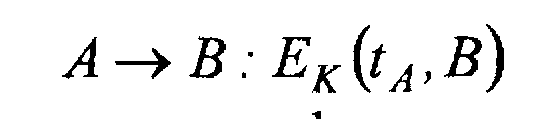 A → B : E_K(t_A, B)